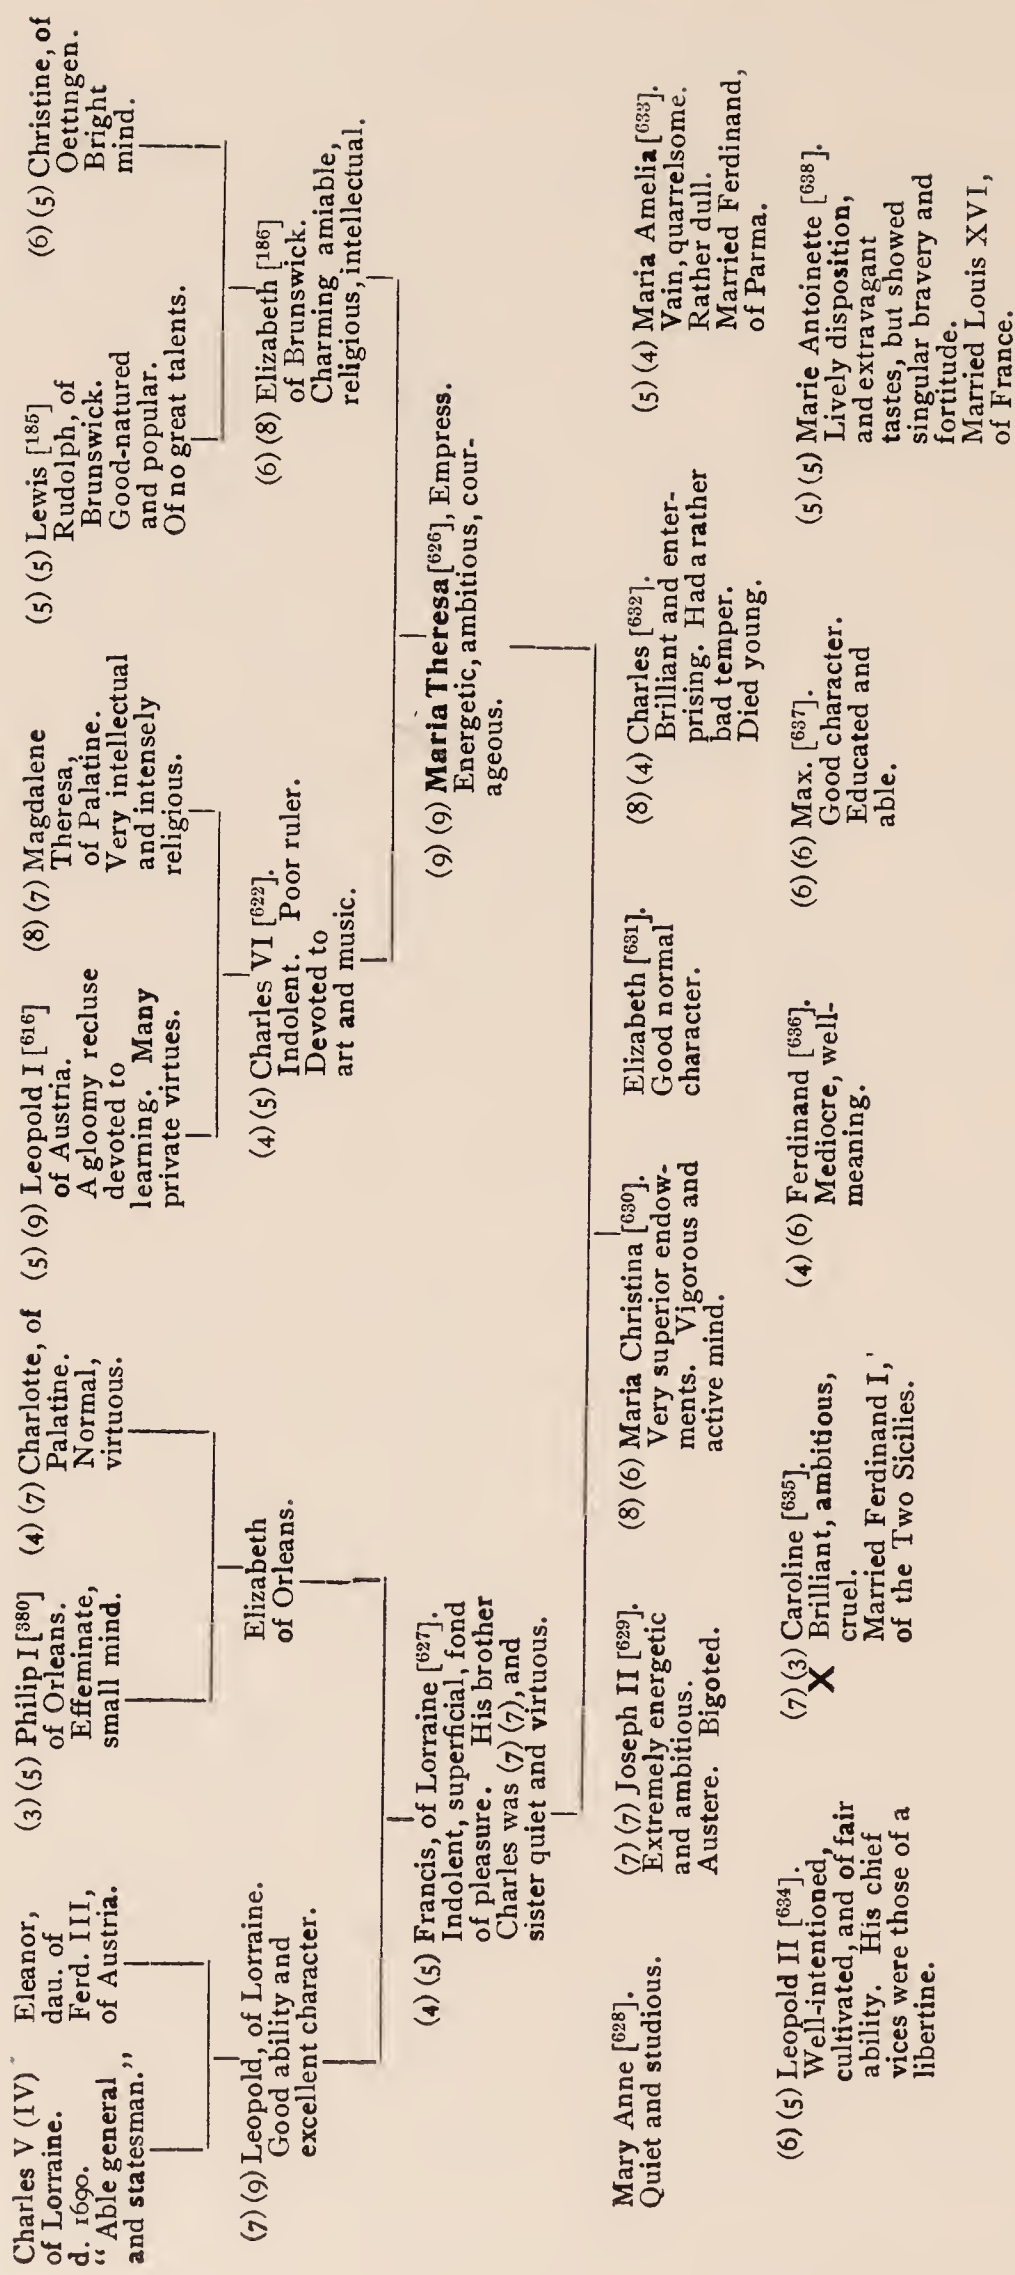 Charles V (IV)
of Lorraine.
d. 1690.
“ Able general
and statesman.”
Eleanor,
dau. of
Ferd. III,
of Austria.
(3) (5) Philip I [380]
of Orleans.
Effeminate,
small mind.
(4) (7) Charlotte, of
Palatine.
Normal,
virtuous.
(5) (9) Leopold I [616]
of Austria.
A gloomy recluse
devoted to
learning. Many
private virtues.
(8) (7) Magdalene
Theresa,
of Palatine.
Very intellectual
and intensely
religious.
(5) (5) Lewis [185]
Rudolph, of
Brunswick.
Good-natured
and popular.
Of no great talents.
(6) (5) Christine, of
Oettingen.
Bright
mind.
(7) (9) Leopold, of Lorraine.
Good ability and
excellent character.
Elizabeth
of Orleans.
(4) (5) Charles VI [622].
Indolent. Poor ruler.
Devoted to
art and music.
(6) (8) Elizabeth [186]
of Brunswick.
Charming amiable,
religious, intellectual.
(4) (5) Francis, of Lorraine [627].
Indolent, superficial, fond
of pleasure. His brother
Charles was (7) (7), and
sister quiet and virtuous.
(9) (9) Maria Theresa [626], Empress.
Energetic, ambitious, cour-
ageous.
Mary Anne [628].
Quiet and studious.
(7) (7) Joseph II [629].
Extremely energetic
and ambitious.
Austere. Bigoted.
(8) (6) Maria Christina [630].
Very superior endow-
ments. Vigorous and
active mind.
Elizabeth [631].
Good normal
character.
(8) (4) Charles [632].
Brilliant and enter-
prising. Had a rather
bad temper.
Died young.
(5) (4) Maria Amelia [633].
Vain, quarrelsome.
Rather dull.
Married Ferdinand,
of Parma.
(6) (5) Leopold II [634].
Well-intentioned,
cultivated, and of fair
ability. His chief
vices were those of a
libertine.
(7) (3) Caroline [635].
X Brilliant, ambitious,
cruel.
Married Ferdinand I,
of the Two Sicilies.
(4) (6) Ferdinand [636].
Mediocre, well-
meaning.
(6) (6) Max. [637].
Good character.
Educated and
able.
(5) (5) Marie Antoinette [638].
Lively disposition,
and extravagant
tastes, but showed
singular bravery and
fortitude.
Married Louis XVI,
of France.